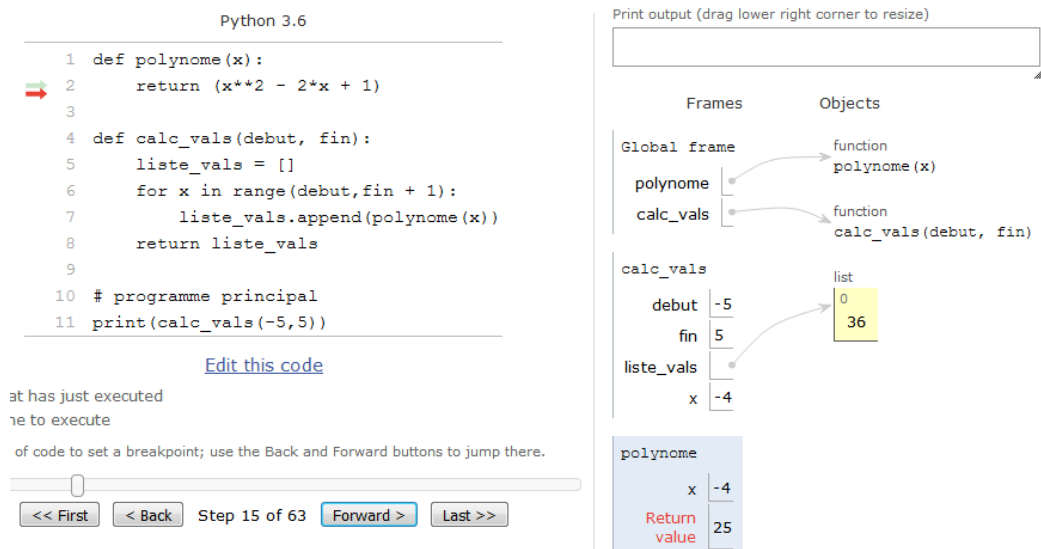 Python 3.6
1 def polynome(x):
2 return (x**2 - 2*x + 1)
3
4 def calc_vals(debut, fin):
5 liste_vals = []
6 for x in range(debut,fin + 1):
7 liste_vals.append(polynome(x))
8 return liste_vals
9
10 # programme principal
11 print(calc_vals(-5,5))
Edit this code
at has just executed
ne to execute
of code to set a breakpoint; use the Back and Forward buttons to jump there.
<< First < Back Step 15 of 63 Forward > Last >>
Print output (drag lower right corner to resize)
Frames Objects
Global frame
polynome
calc_vals
function
polynome(x)
function
calc_vals(debut, fin)
calc_vals
debut -5
fin 5
liste_vals
x -4
list
0
36
polynome
x -4
Return
value 25